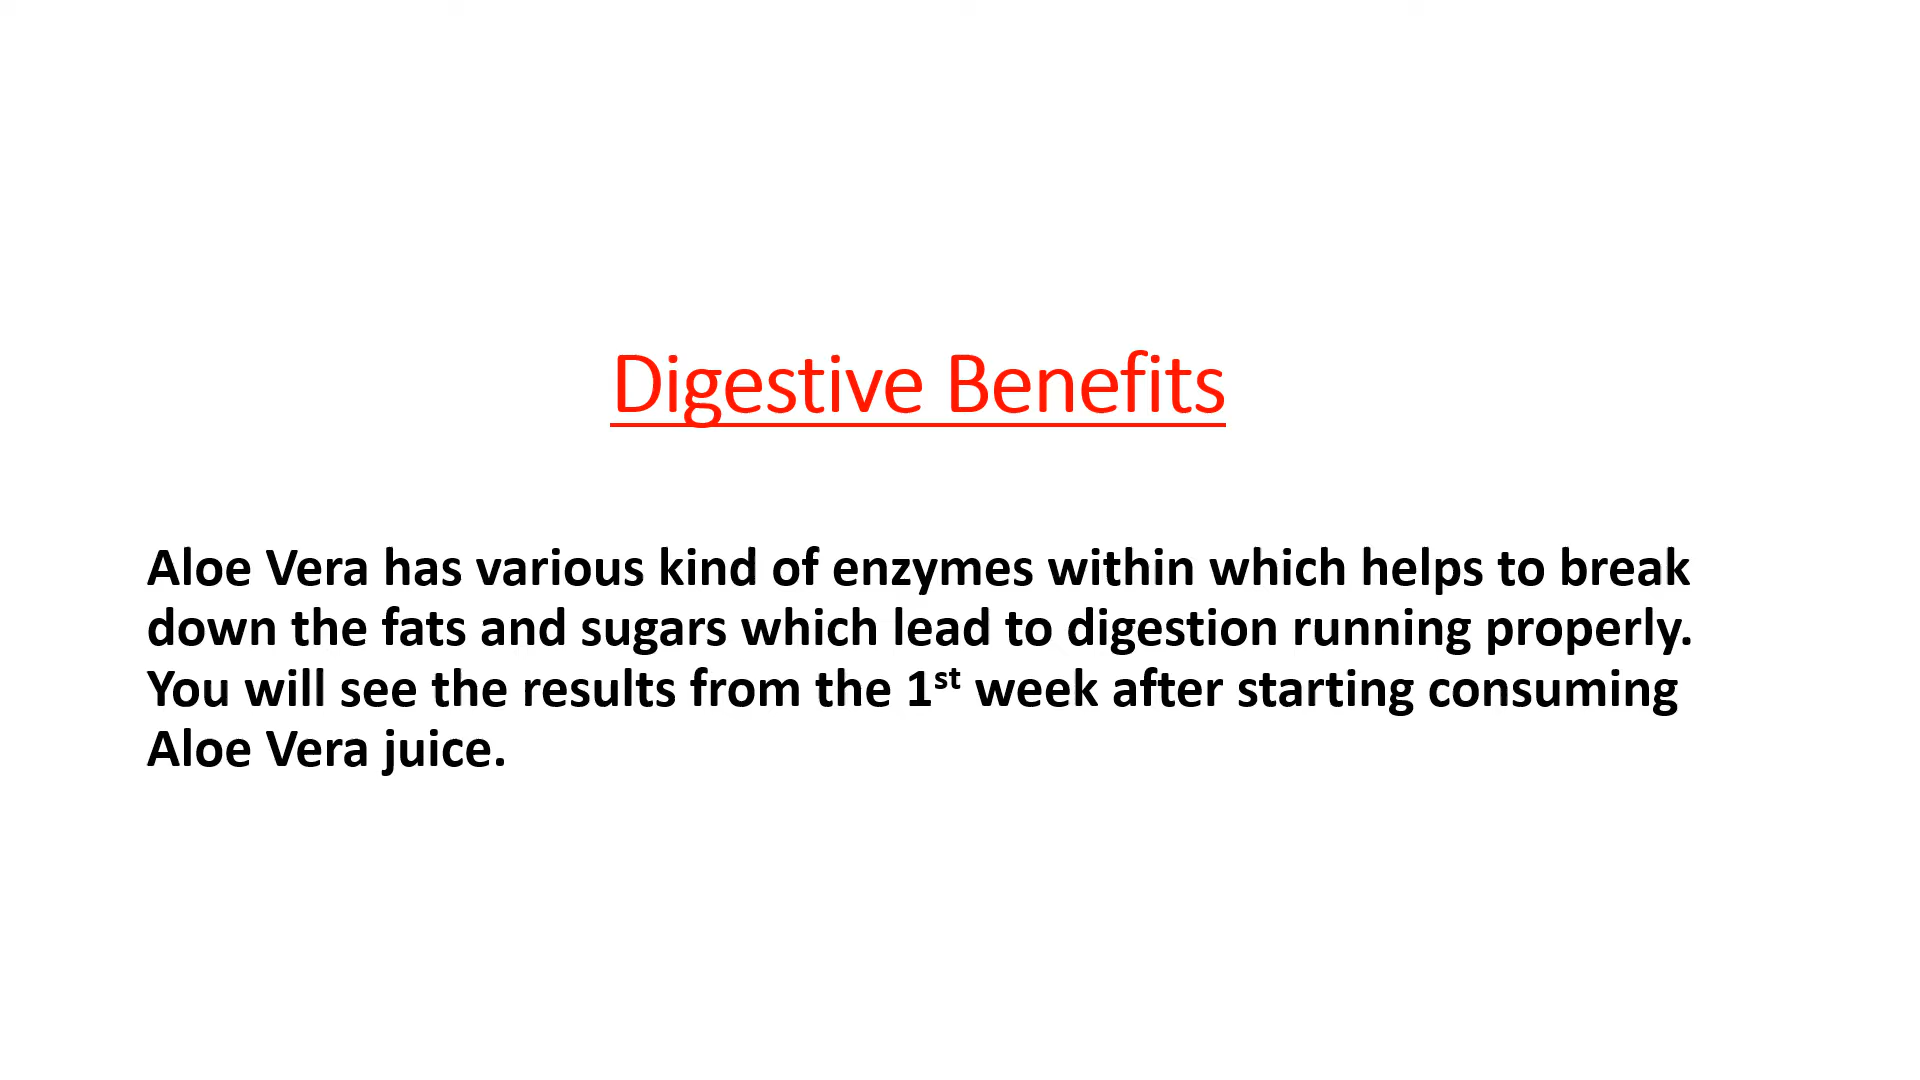 Digestive Benefits
Aloe Vera has various kind of enzymes within which helps to break
down the fats and sugars which lead to digestion running properly.
You will see the results from the 1st week after starting consuming
Aloe Vera juice.